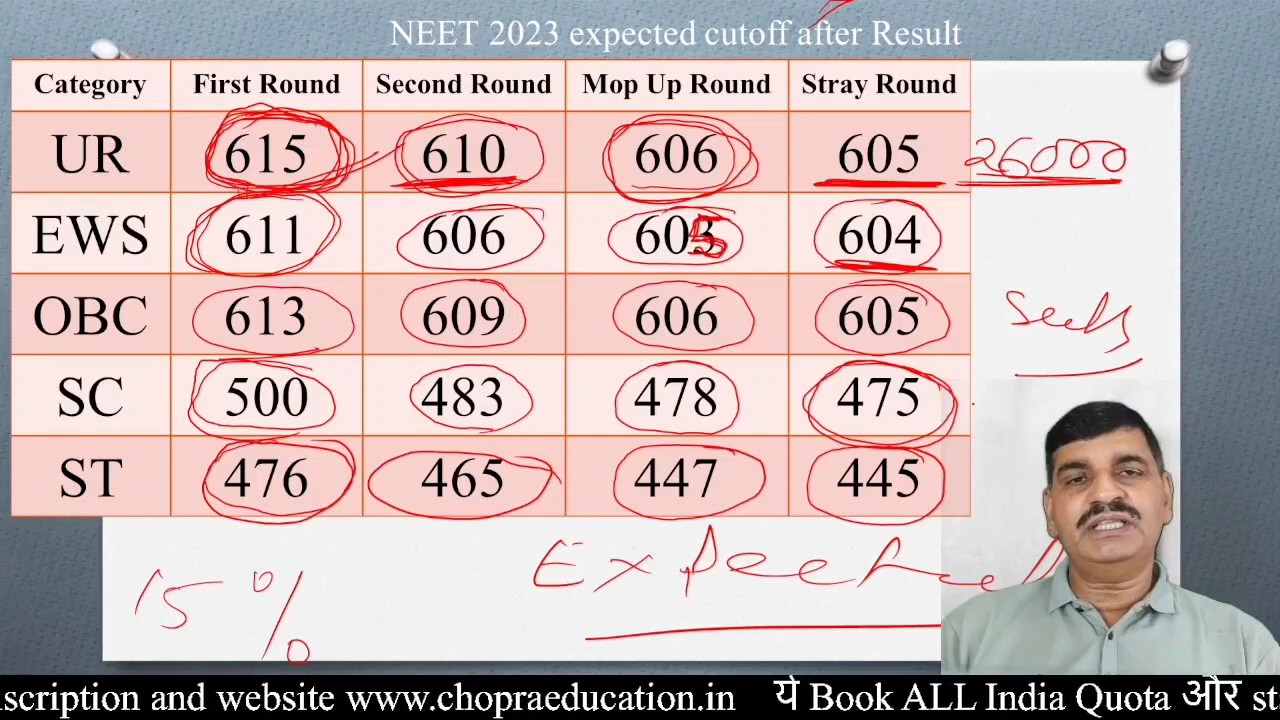 NEET 2023 expected cutoff after Result
Category First Round Second Round Mop Up Round Stray Round
UR 615 610 606 605 26000
EWS 611 606 605 604
OBC 613 609 606 605
Seats
SC 500 483 478 475
ST 476 465 447 445
Expected
15%
scription and website www.chopraeducation.in ये Book ALL India Quota और st